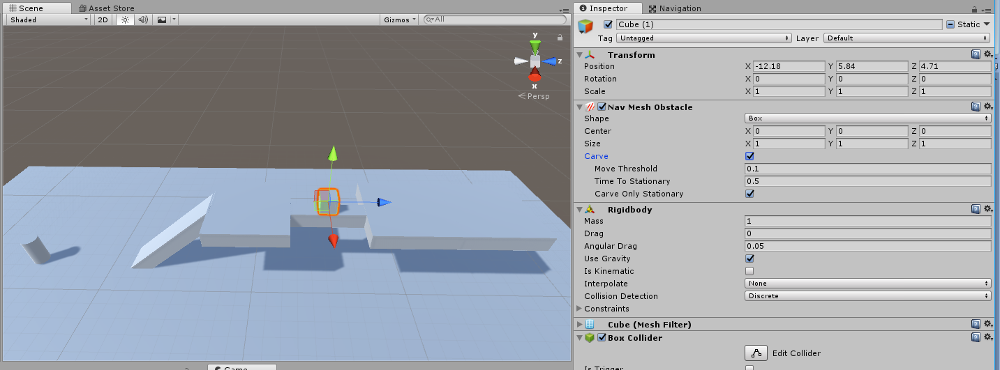 Scene
Asset Store
Shaded
2D
Gizmos
All
y
z
x
Persp
Game
Inspector
Navigation
Cube (1)
Static
Tag Untagged Layer Default
Transform
Position X -12.18 Y 5.84 Z 4.71
Rotation X 0 Y 0 Z 0
Scale X 1 Y 1 Z 1
Nav Mesh Obstacle
Shape Box
Center X 0 Y 0 Z 0
Size X 1 Y 1 Z 1
Carve
Move Threshold 0.1
Time To Stationary 0.5
Carve Only Stationary
Rigidbody
Mass 1
Drag 0
Angular Drag 0.05
Use Gravity
Is Kinematic
Interpolate None
Collision Detection Discrete
Constraints
Cube (Mesh Filter)
Box Collider
Edit Collider
Is Trigger